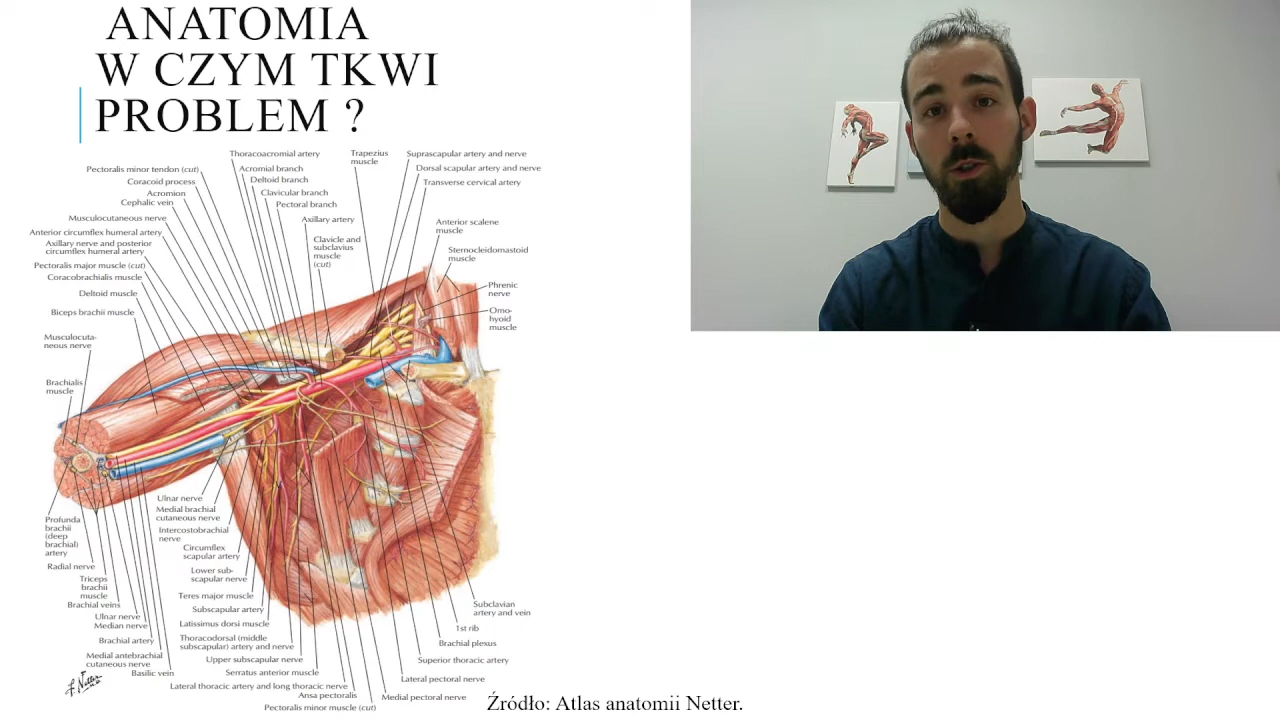 ANATOMIA
W CZYM TKWI
PROBLEM ?
Thoracoacromial artery
Acromial branch
Deltoid branch
Clavicular branch
Pectoral branch
Axillary artery
Clavicle and
subclavius
muscle
(cut)
Trapezius
muscle
Suprascapular artery and nerve
Dorsal scapular artery and nerve
Transverse cervical artery
Anterior scalene
muscle
Sternocleidomastoid
muscle
Phrenic
nerve
Omo-
hyoid
muscle
Pectoralis minor tendon (cut)
Coracoid process
Acromion
Cephalic vein
Musculocutaneous nerve
Anterior circumflex humeral artery
Axillary nerve and posterior
circumflex humeral artery
Pectoralis major muscle (cut)
Coracobrachialis muscle
Deltoid muscle
Biceps brachii muscle
Musculocuta-
neous nerve
Brachialis
muscle
Profunda
brachii
(deep
brachial)
artery
Radial nerve
Triceps
brachii
muscle
Brachial veins
Ulnar nerve
Median nerve
Brachial artery
Medial antebrachial
cutaneous nerve
Basilic vein
Ulnar nerve
Medial brachial
cutaneous nerve
Intercostobrachial
nerve
Circumflex
scapular artery
Lower sub-
scapular nerve
Teres major muscle
Subscapular artery
Latissimus dorsi muscle
Thoracodorsal (middle
subscapular) artery and nerve
Upper subscapular nerve
Serratus anterior muscle
Lateral thoracic artery and long thoracic nerve
Ansa pectoralis
Pectoralis minor muscle (cut)
Subclavian
artery and vein
1st rib
Brachial plexus
Superior thoracic artery
Lateral pectoral nerve
Medial pectoral nerve
F. Netter
Źródło: Atlas anatomii Netter.